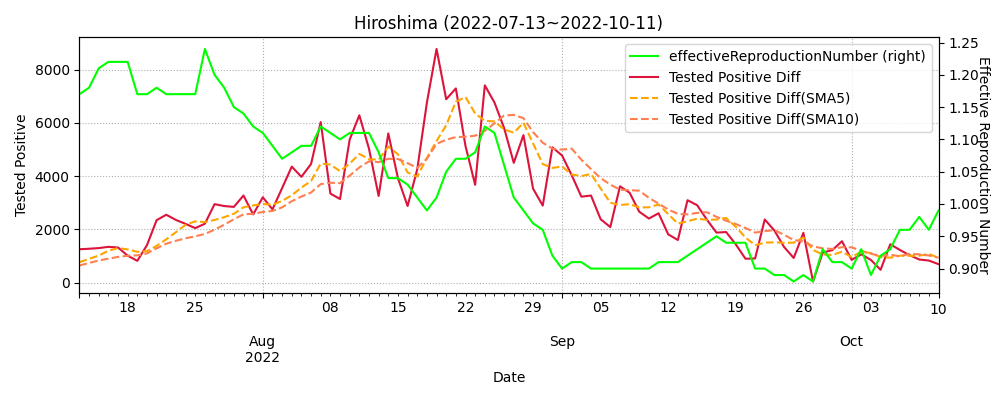 Hiroshima (2022-07-13~2022-10-11)
effectiveReproductionNumber (right)
Tested Positive Diff
Tested Positive Diff(SMA5)
Tested Positive Diff(SMA10)
Tested Positive
8000
6000
4000
2000
0
1.25
1.20
1.15
1.10
1.05
1.00
0.95
0.90
Effective Reproduction Number
18 25 08 15 22 29 05 12 19 26 03 10
Aug Sep Oct
2022
Date